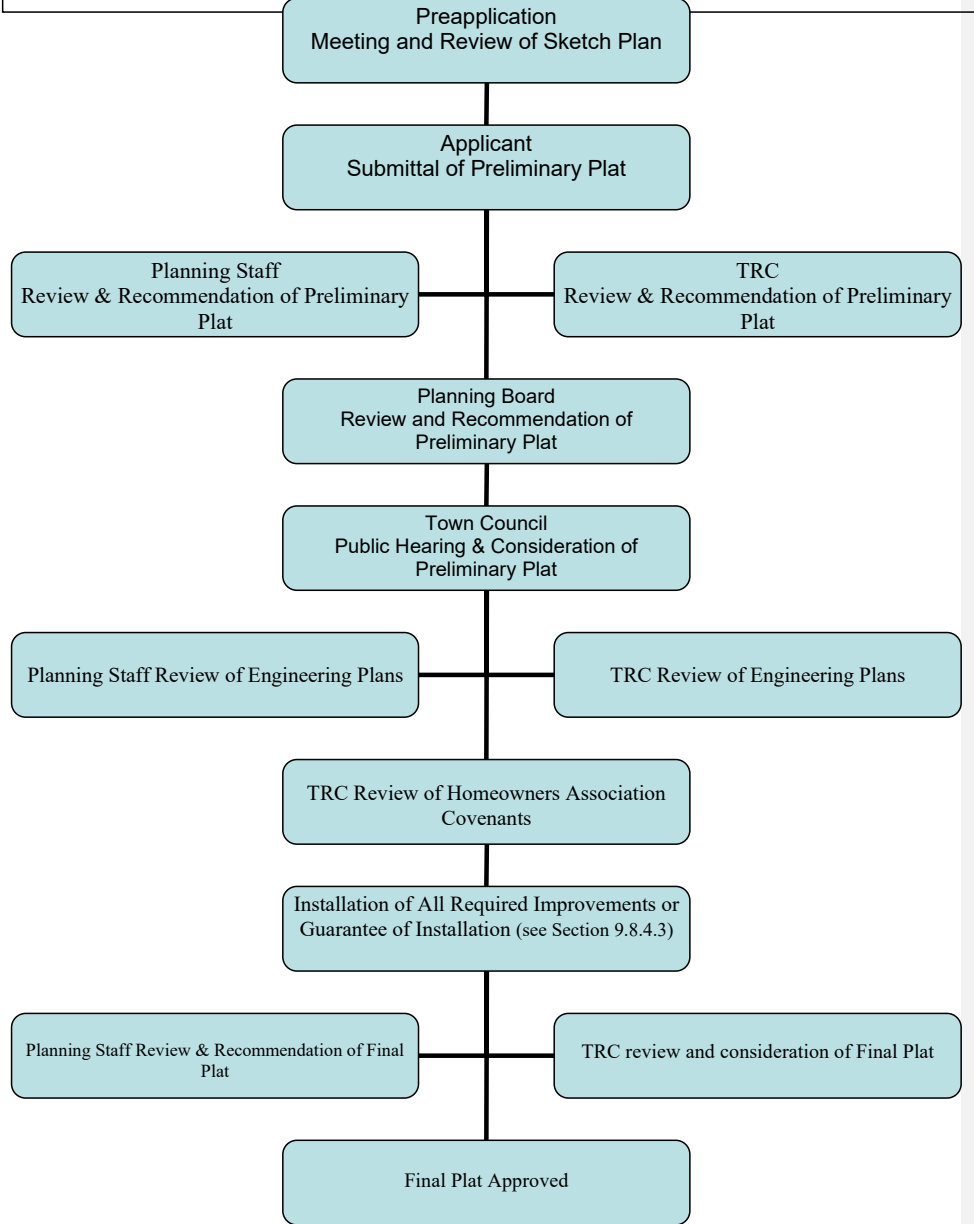 Preapplication
Meeting and Review of Sketch Plan
Applicant
Submittal of Preliminary Plat
Planning Staff
Review & Recommendation of Preliminary
Plat
TRC
Review & Recommendation of Preliminary
Plat
Planning Board
Review and Recommendation of
Preliminary Plat
Town Council
Public Hearing & Consideration of
Preliminary Plat
Planning Staff Review of Engineering Plans
TRC Review of Engineering Plans
TRC Review of Homeowners Association
Covenants
Installation of All Required Improvements or
Guarantee of Installation (see Section 9.8.4.3)
Planning Staff Review & Recommendation of Final
Plat
TRC review and consideration of Final Plat
Final Plat Approved